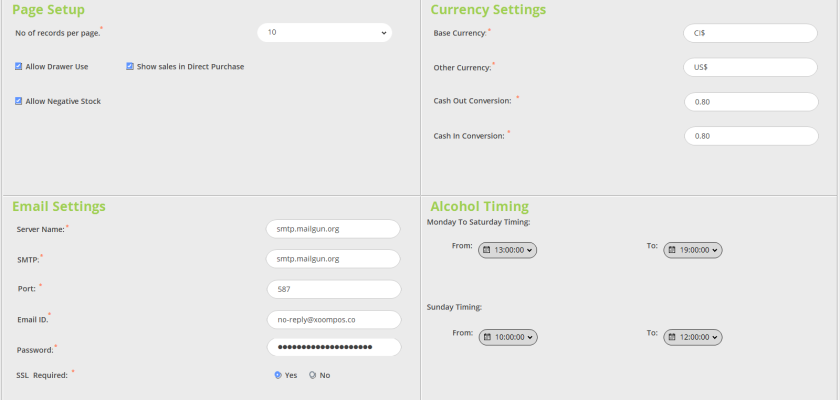 Page Setup
No of records per page.* 10
Allow Drawer Use Show sales in Direct Purchase
Allow Negative Stock
Currency Settings
Base Currency:* CI$
Other Currency:* US$
Cash Out Conversion: * 0.80
Cash In Conversion: * 0.80
Email Settings
Server Name:* smtp.mailgun.org
SMTP:* smtp.mailgun.org
Port: * 587
Email ID.* no-reply@xoompos.co
Password:* ••••••••••••••••••••
SSL Required: * Yes No
Alcohol Timing
Monday To Saturday Timing:
From: 13:00:00 To: 19:00:00
Sunday Timing:
From: 10:00:00 To: 12:00:00